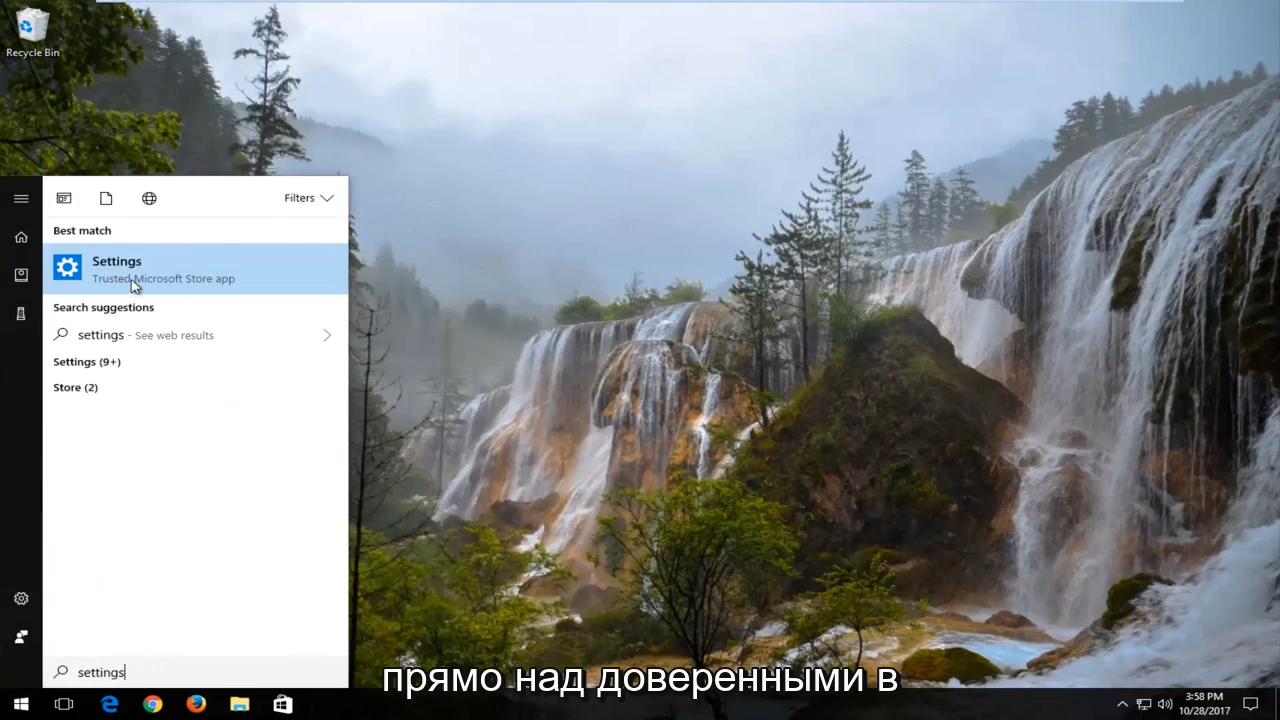 Recycle Bin
Filters
Best match
Settings
Trusted Microsoft Store app
Search suggestions
settings - See web results
Settings (9+)
Store (2)
settings
прямо над доверенными в
3:58 PM
10/28/2017